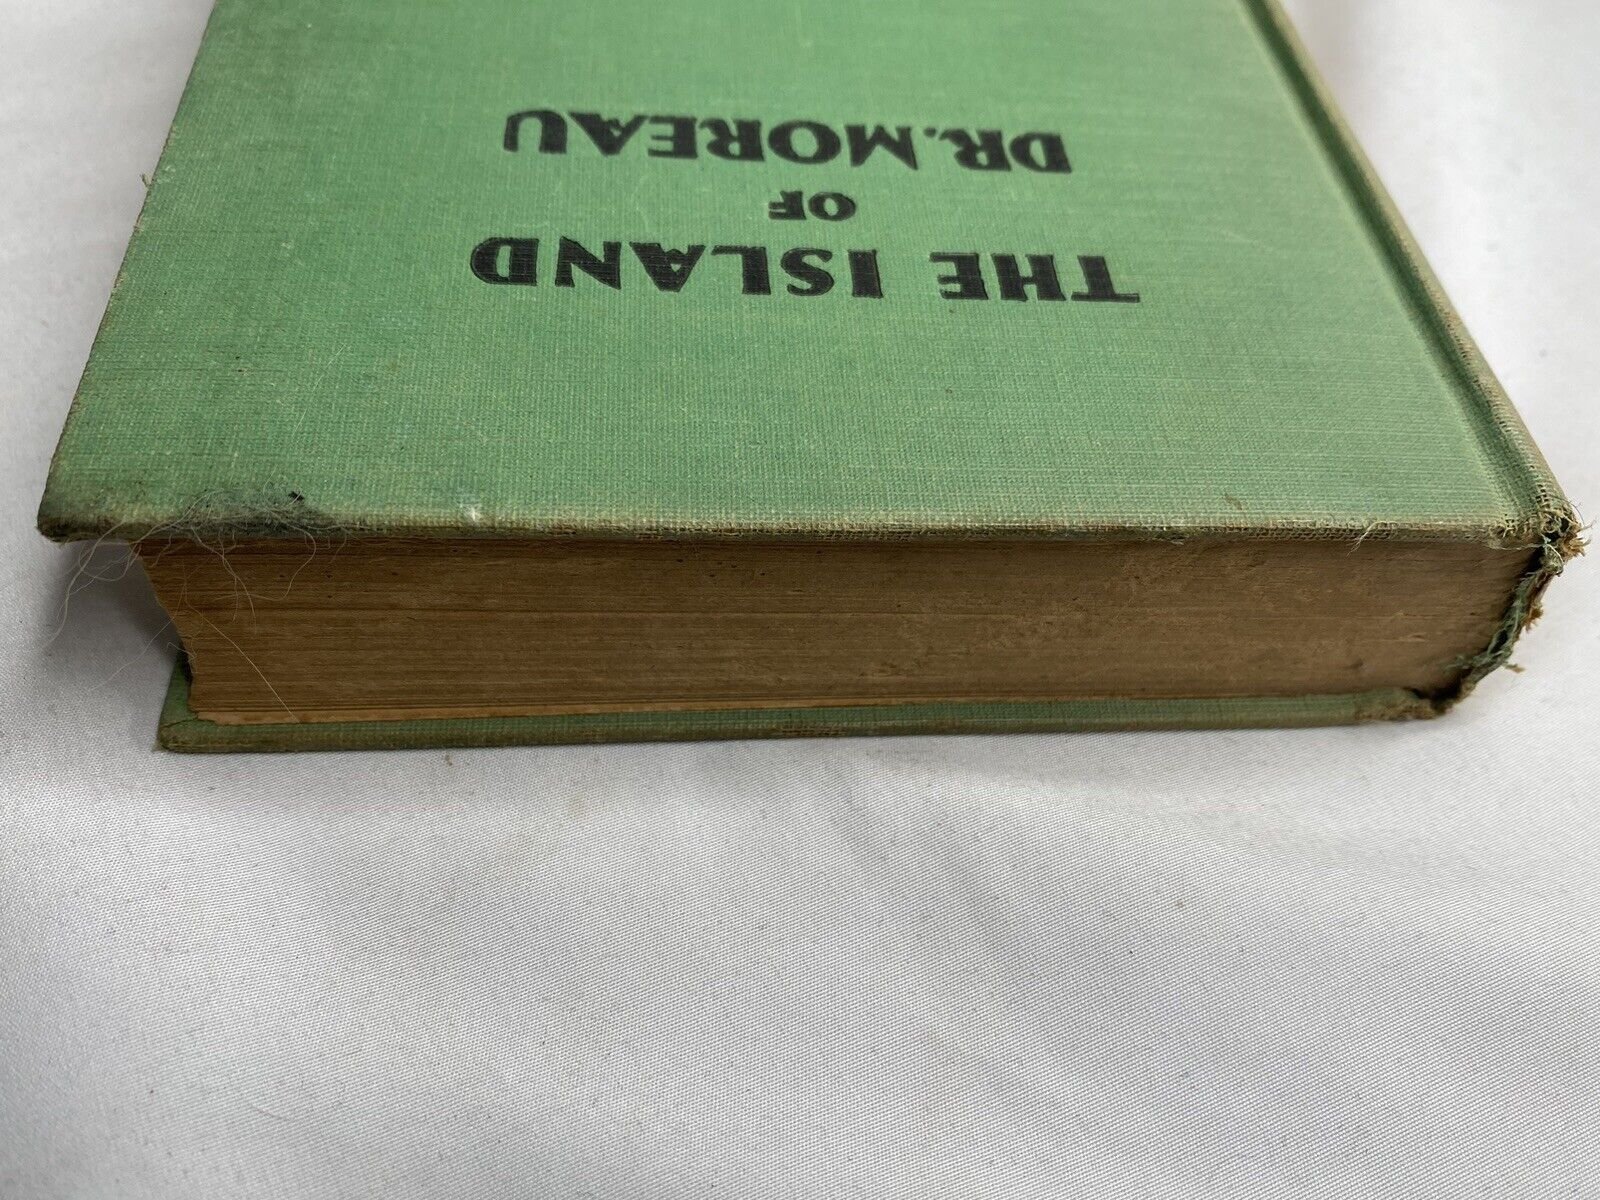 THE ISLAND
OF
DR. MOREAU